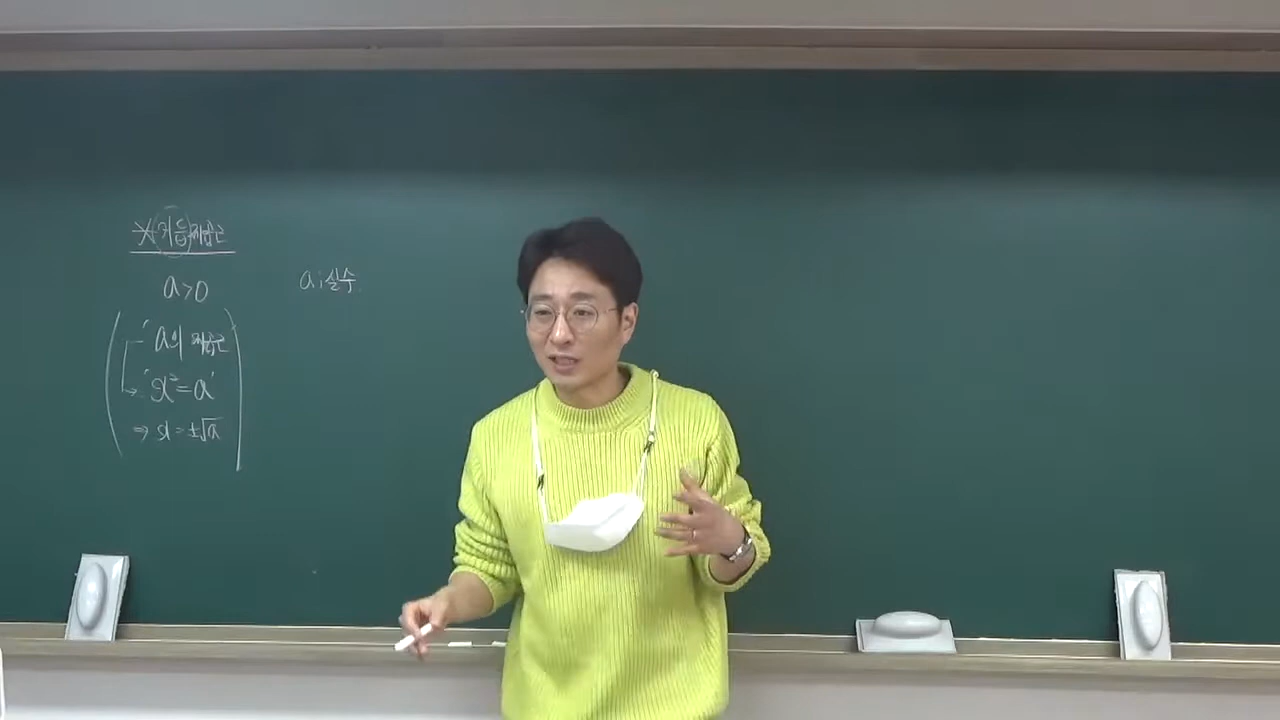 ※거듭제곱근
a>0
a:실수
'a의 제곱근
'x²=a'
⇒ x=±√a